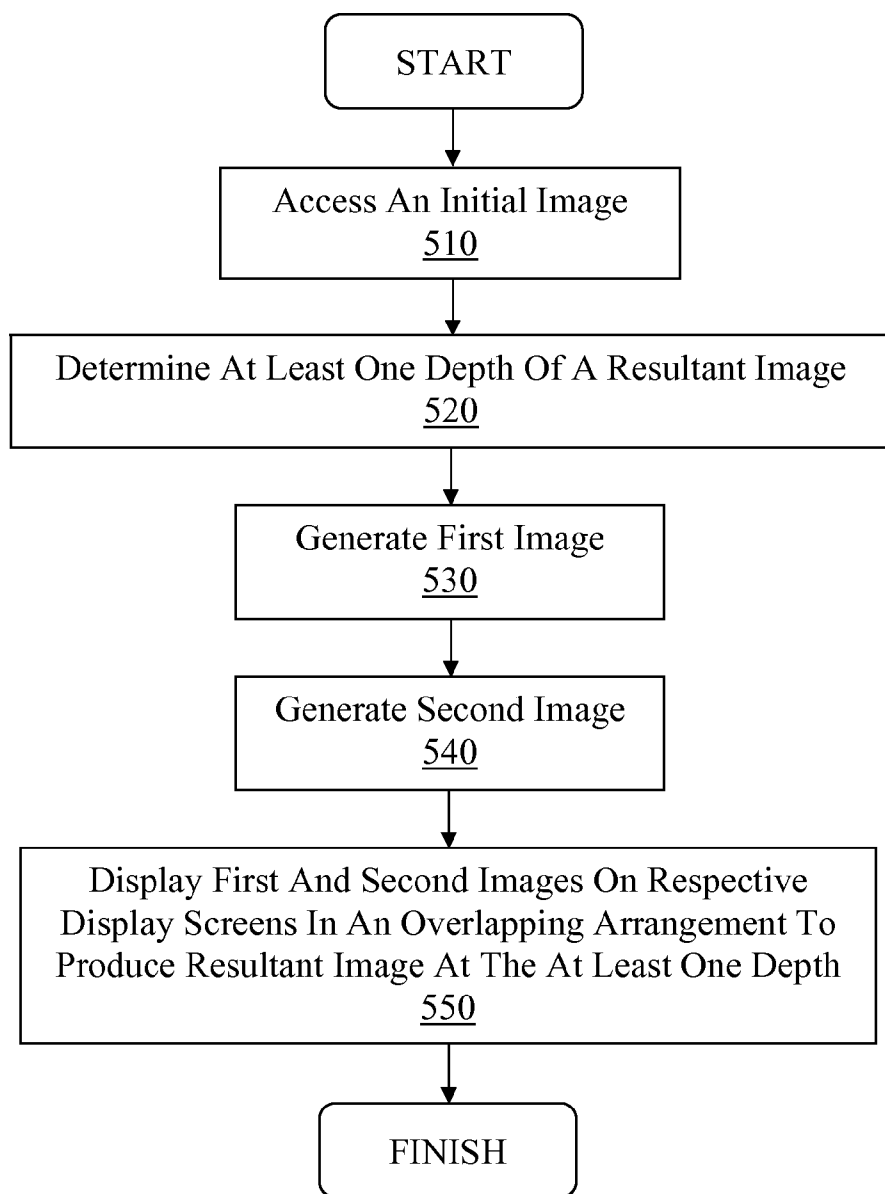 START
Access An Initial Image
510
Determine At Least One Depth Of A Resultant Image
520
Generate First Image
530
Generate Second Image
540
Display First And Second Images On Respective
Display Screens In An Overlapping Arrangement To
Produce Resultant Image At The At Least One Depth
550
FINISH